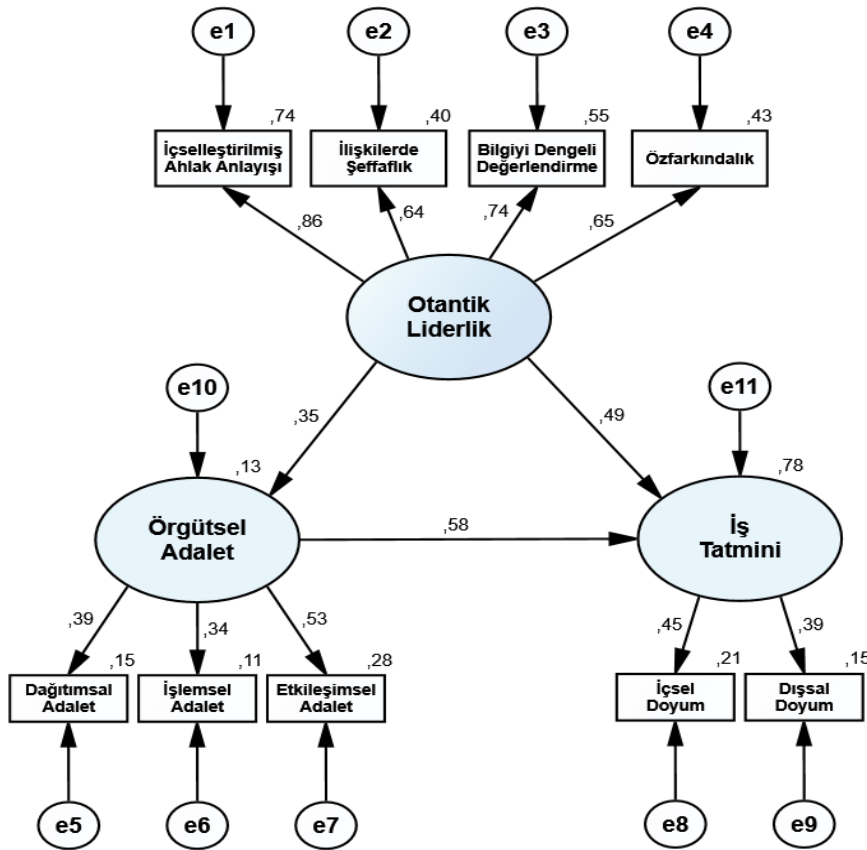 e1
e2
e3
e4
,74
,40
,55
,43
İçselleştirilmiş
Ahlak Anlayışı
İlişkilerde
Şeffaflık
Bilgiyi Dengeli
Değerlendirme
Özfarkındalık
,86
,64
,74
,65
Otantik
Liderlik
e10
e11
,35
,49
,13
,78
Örgütsel
Adalet
,58
İş
Tatmini
,39
,34
,53
,45
,39
,15
,11
,28
,21
,15
Dağıtımsal
Adalet
İşlemsel
Adalet
Etkileşimsel
Adalet
İçsel
Doyum
Dışsal
Doyum
e5
e6
e7
e8
e9